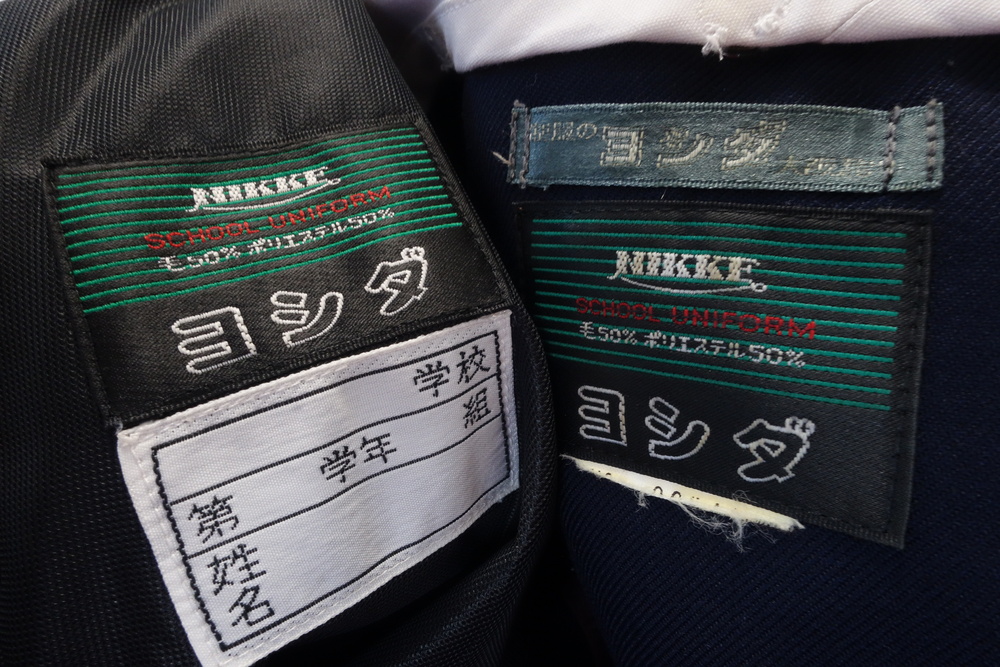 NIKKE
SCHOOL UNIFORM
毛50% ポリエステル50%
ヨシダ
学校
学年 組
第
姓名
ヨシダ
NIKKE
SCHOOL UNIFORM
毛50% ポリエステル50%
ヨシダ